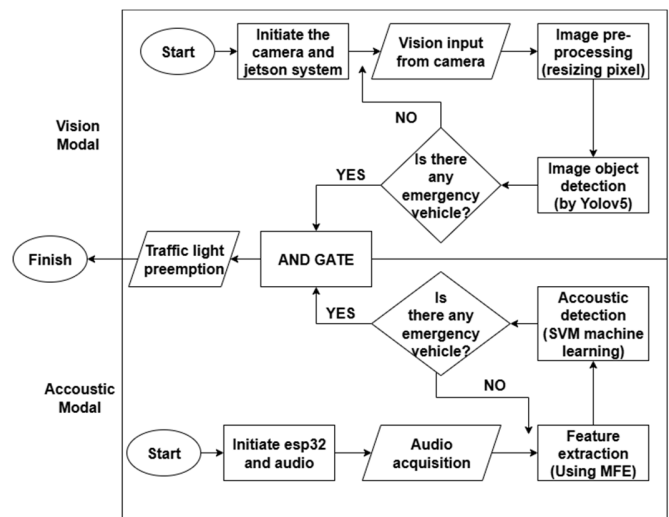 Start
Initiate the
camera and
jetson system
Vision input
from camera
Image pre-
processing
(resizing pixel)
NO
Vision
Modal
Is there
any
emergency
vehicle?
YES
Image object
detection
(by Yolov5)
Finish
Traffic light
preemption
AND GATE
YES
Is
there any
emergency
vehicle?
Accoustic
detection
(SVM machine
learning)
NO
Accoustic
Modal
Start
Initiate esp32
and audio
Audio
acquisition
Feature
extraction
(Using MFE)